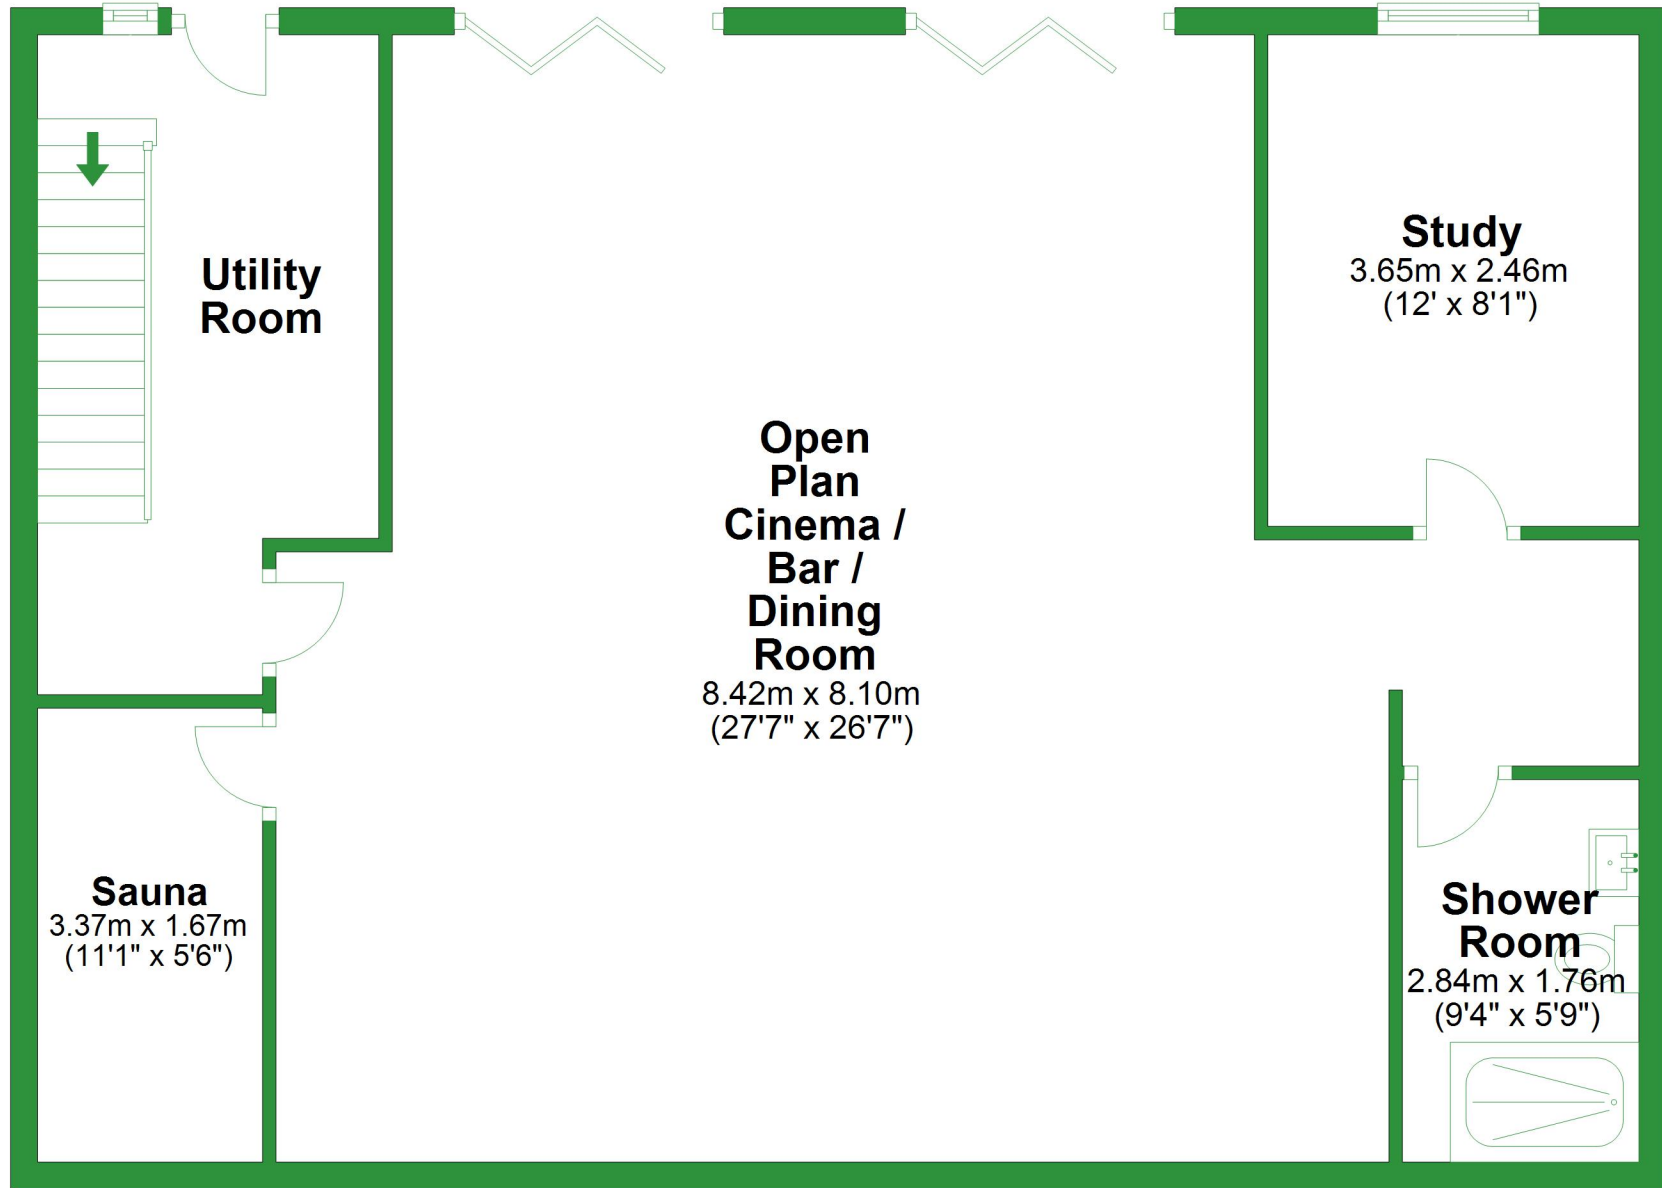 Utility
Room
Study
3.65m x 2.46m
(12' x 8'1")
Open
Plan
Cinema /
Bar /
Dining
Room
8.42m x 8.10m
(27'7" x 26'7")
Sauna
3.37m x 1.67m
(11'1" x 5'6")
Shower
Room
2.84m x 1.76m
(9'4" x 5'9")